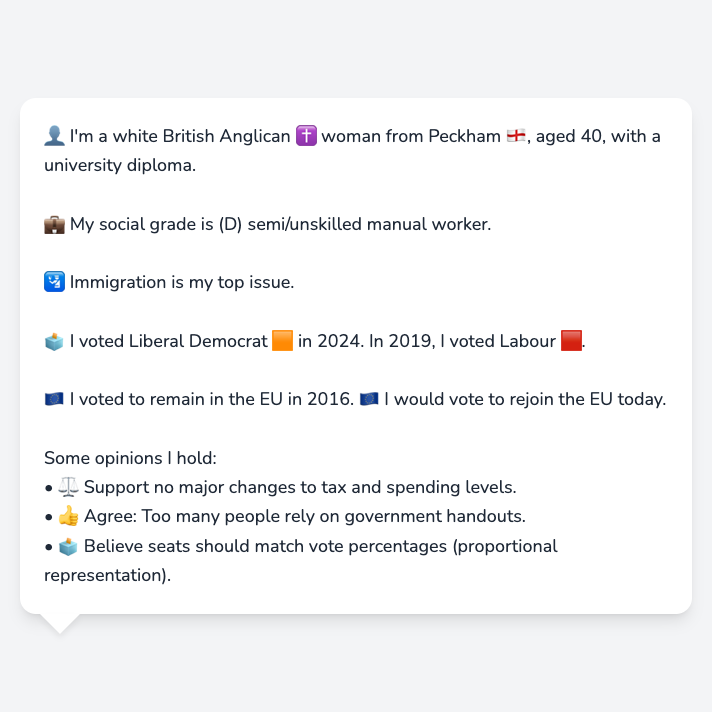 👤 I'm a white British Anglican ✝️ woman from Peckham 🏴󠁧󠁢󠁥󠁮󠁧󠁿, aged 40, with a
university diploma.
💼 My social grade is (D) semi/unskilled manual worker.
🛂 Immigration is my top issue.
🗳️ I voted Liberal Democrat 🟧 in 2024. In 2019, I voted Labour 🟥.
🇪🇺 I voted to remain in the EU in 2016. 🇪🇺 I would vote to rejoin the EU today.
Some opinions I hold:
• ⚖️ Support no major changes to tax and spending levels.
• 👍 Agree: Too many people rely on government handouts.
• 🗳️ Believe seats should match vote percentages (proportional
representation).